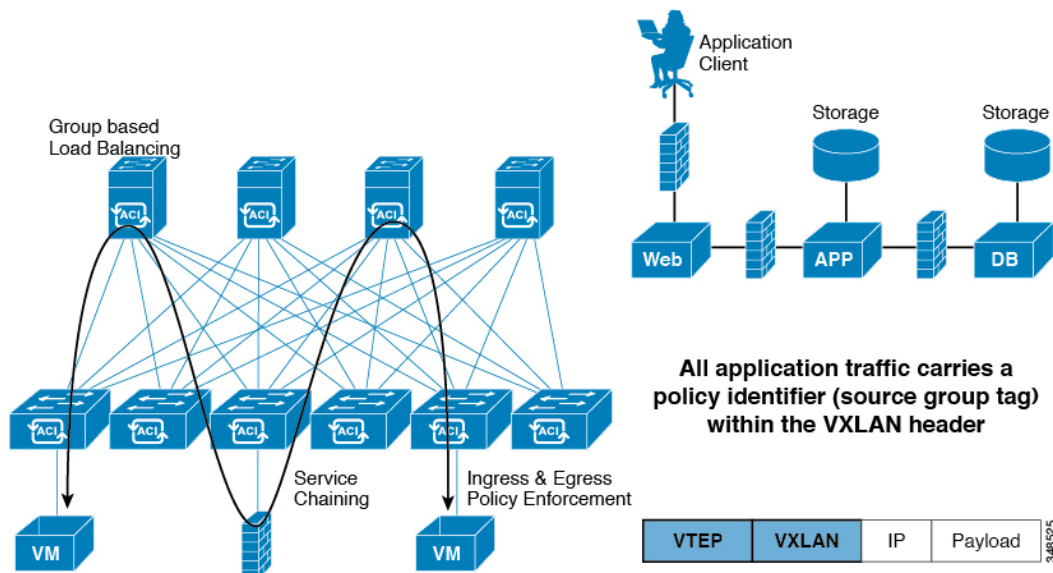 Application
Client
Group based
Load Balancing
Storage
Storage
ACI
ACI
ACI
ACI
Web
APP
DB
All application traffic carries a
policy identifier (source group tag)
within the VXLAN header
ACI
ACI
ACI
ACI
ACI
ACI
Service
Chaining
Ingress & Egress
Policy Enforcement
VM
VM
VTEP
VXLAN
IP
Payload
348525